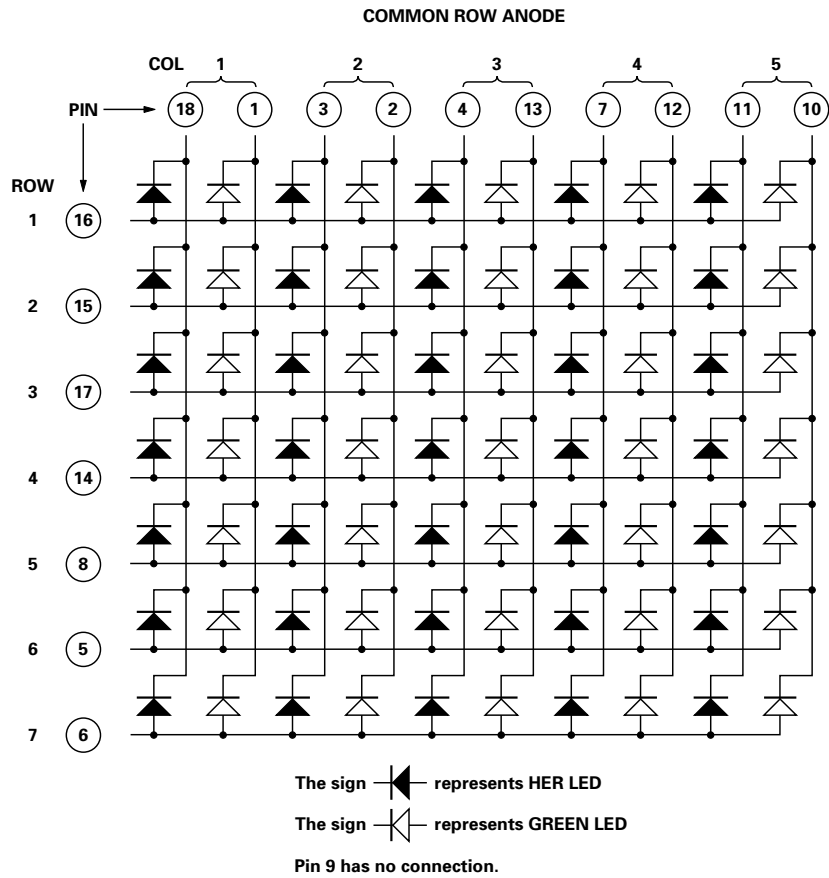 COMMON ROW ANODE
COL 1 2 3 4 5
PIN 18 1 3 2 4 13 7 12 11 10
ROW
1 16
2 15
3 17
4 14
5 8
6 5
7 6
The sign represents HER LED
The sign represents GREEN LED
Pin 9 has no connection.